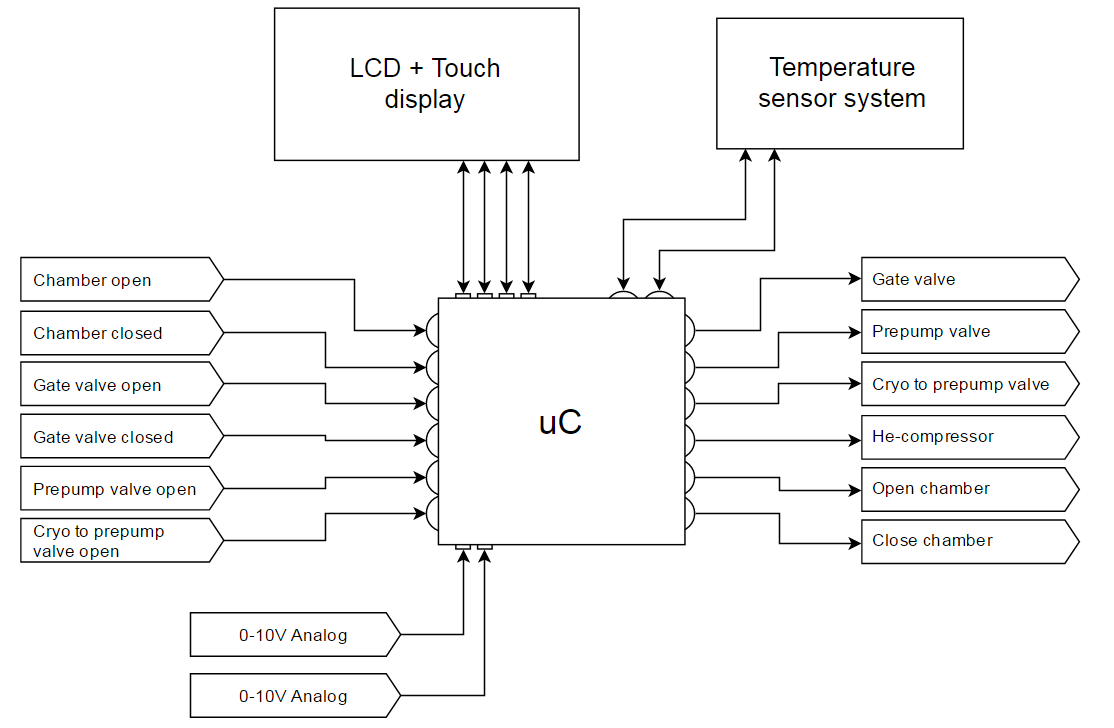 LCD + Touch
display
Temperature
sensor system
Chamber open
Chamber closed
Gate valve open
Gate valve closed
Prepump valve open
Cryo to prepump
valve open
uC
Gate valve
Prepump valve
Cryo to prepump valve
He-compressor
Open chamber
Close chamber
0-10V Analog
0-10V Analog